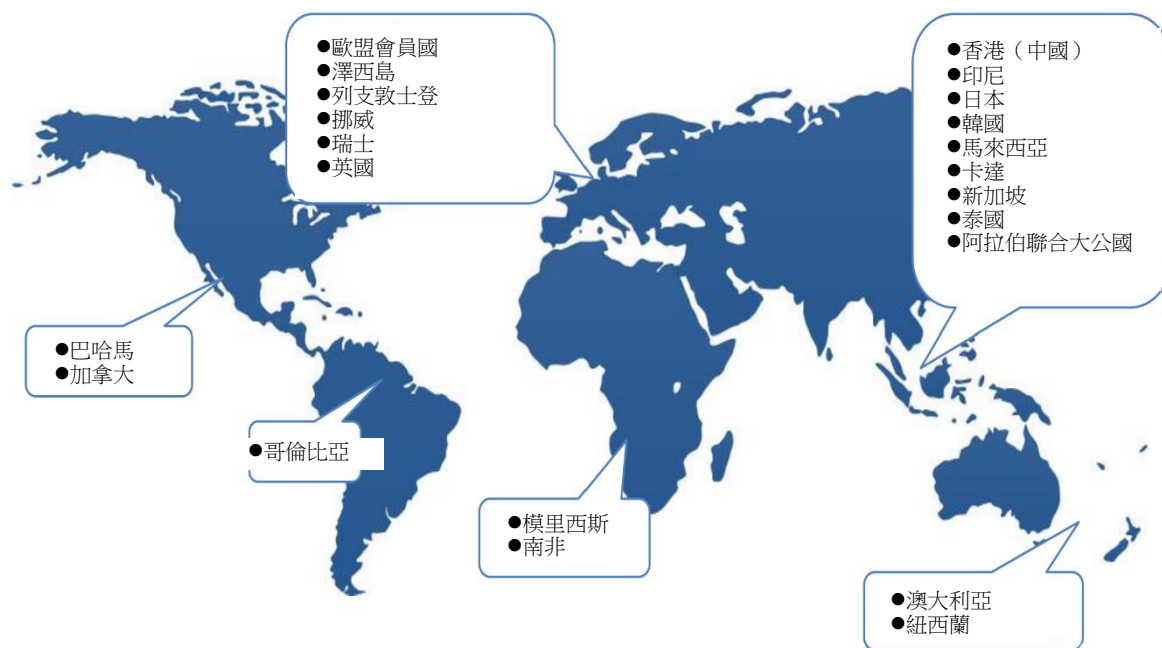 ●歐盟會員國
●澤西島
●列支敦士登
●挪威
●瑞士
●英國
●香港（中國）
●印尼
●日本
●韓國
●馬來西亞
●卡達
●新加坡
●泰國
●阿拉伯聯合大公國
●巴哈馬
●加拿大
●哥倫比亞
●模里西斯
●南非
●澳大利亞
●紐西蘭